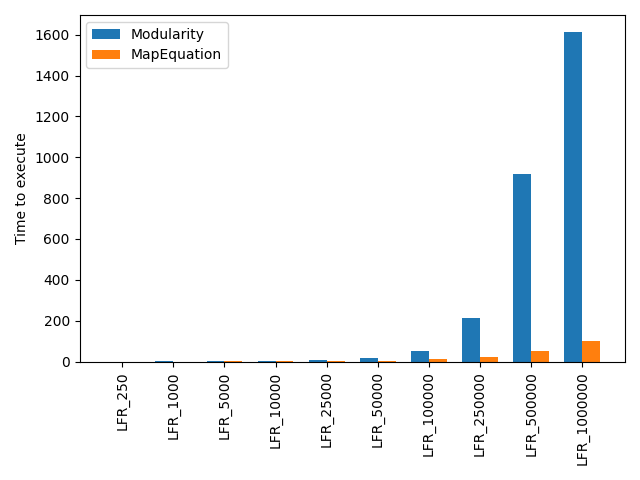 Modularity
MapEquation
Time to execute
1600
1400
1200
1000
800
600
400
200
0
LFR_250
LFR_1000
LFR_5000
LFR_10000
LFR_25000
LFR_50000
LFR_100000
LFR_250000
LFR_500000
LFR_1000000